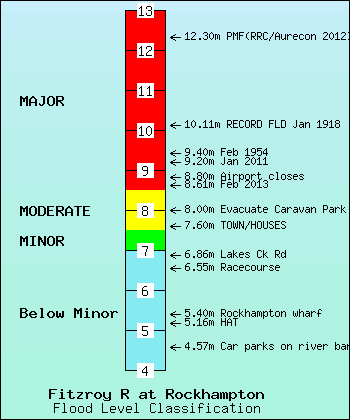 13
12.30m PMF(RRC/Aurecon 2012)
12
11
MAJOR
10.11m RECORD FLD Jan 1918
10
9.40m Feb 1954
9.20m Jan 2011
9
8.80m Airport closes
8.61m Feb 2013
MODERATE
8
8.00m Evacuate Caravan Park
7.60m TOWN/HOUSES
MINOR
7
6.86m Lakes Ck Rd
6.55m Racecourse
6
5.40m Rockhampton wharf
Below Minor
5.16m HAT
5
4.57m Car parks on river ban
4
Fitzroy R at Rockhampton
Flood Level Classification